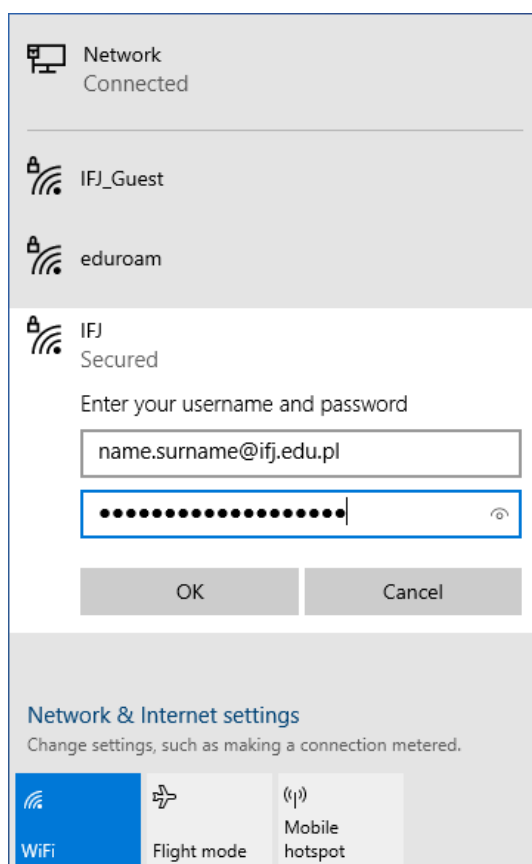 Network
Connected
IFJ_Guest
eduroam
IFJ
Secured
Enter your username and password
name.surname@ifj.edu.pl
●●●●●●●●●●●●●●●●●●●
OK Cancel
Network & Internet settings
Change settings, such as making a connection metered.
WiFi
Flight mode
Mobile
hotspot